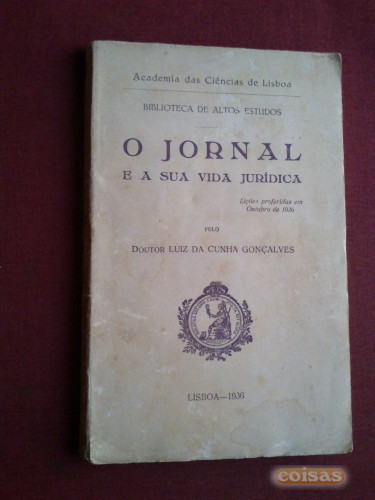 Academia das Ciências de Lisboa
BIBLIOTECA DE ALTOS ESTUDOS
O JORNAL
E A SUA VIDA JURÍDICA
Lições proferidas em
Outubro de 1936
PELO
DOUTOR LUIZ DA CUNHA GONÇALVES
LISBOA—1936
coisas